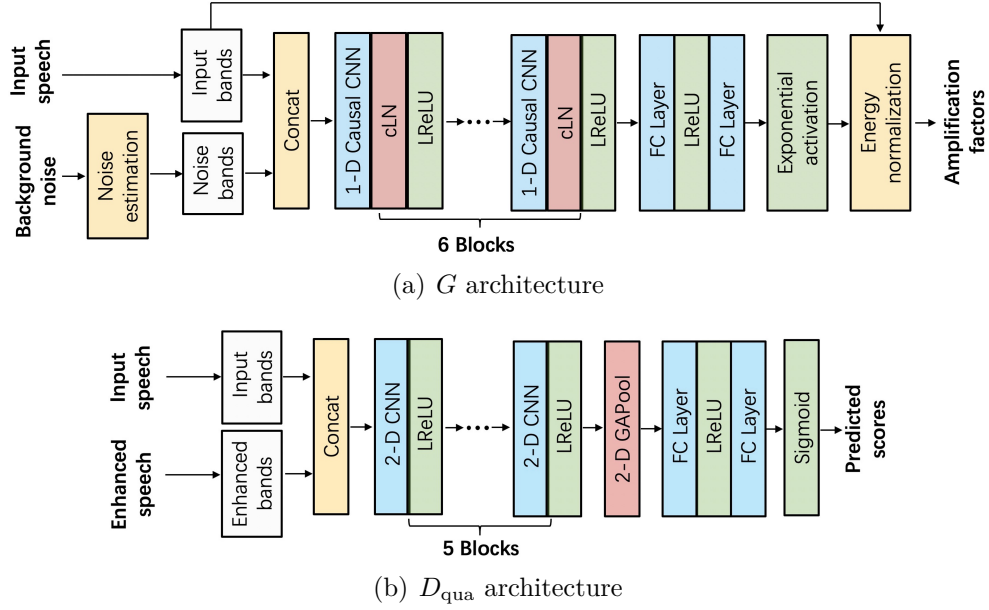 Input
speech
Background
noise
Noise
estimation
Input
bands
Noise
bands
Concat
1-D Causal CNN
cLN
LReLU
1-D Causal CNN
cLN
LReLU
6 Blocks
FC Layer
LReLU
FC Layer
Exponential
activation
Energy
normalization
Amplification
factors
(a) G architecture
Input
speech
Enhanced
speech
Input
bands
Enhanced
bands
Concat
2-D CNN
LReLU
2-D CNN
LReLU
5 Blocks
2-D GAPool
FC Layer
LReLU
FC Layer
Sigmoid
Predicted
scores
(b) D_qua architecture